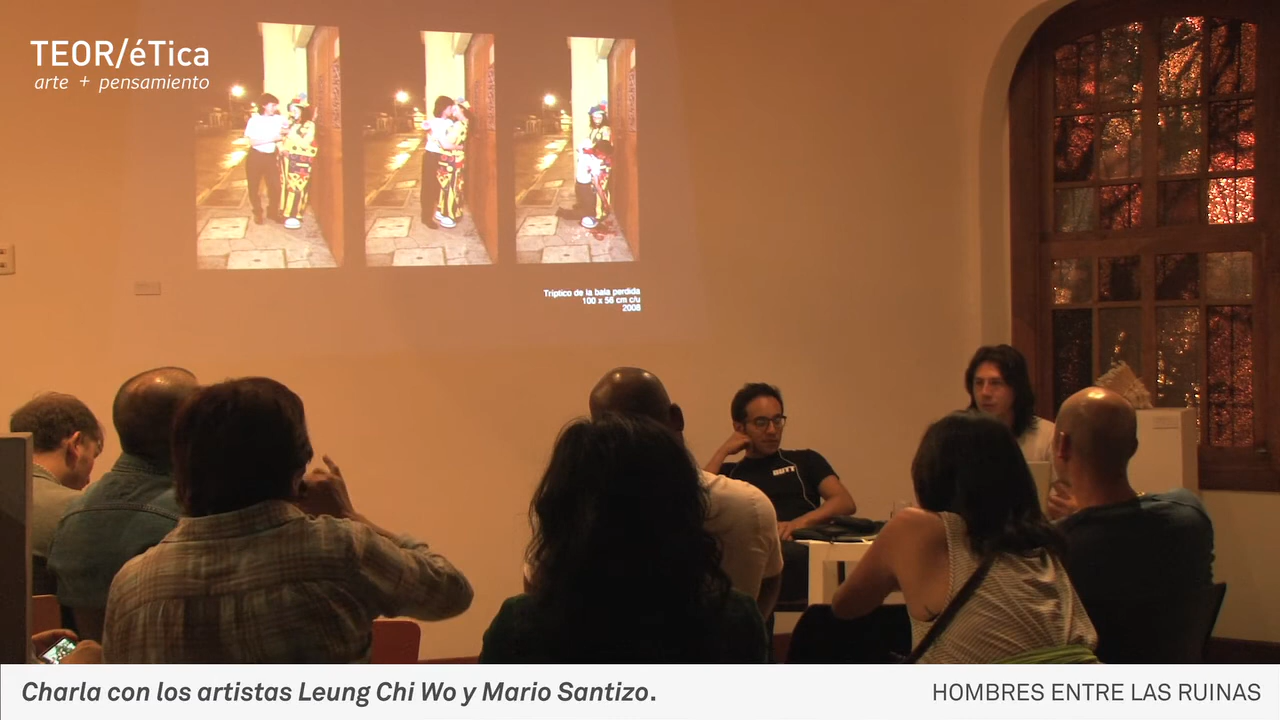 TEOR/éTica
arte + pensamiento
Tríptico de la bala perdida
100 x 56 cm c/u
2008
BUTT
Charla con los artistas Leung Chi Wo y Mario Santizo.
HOMBRES ENTRE LAS RUINAS